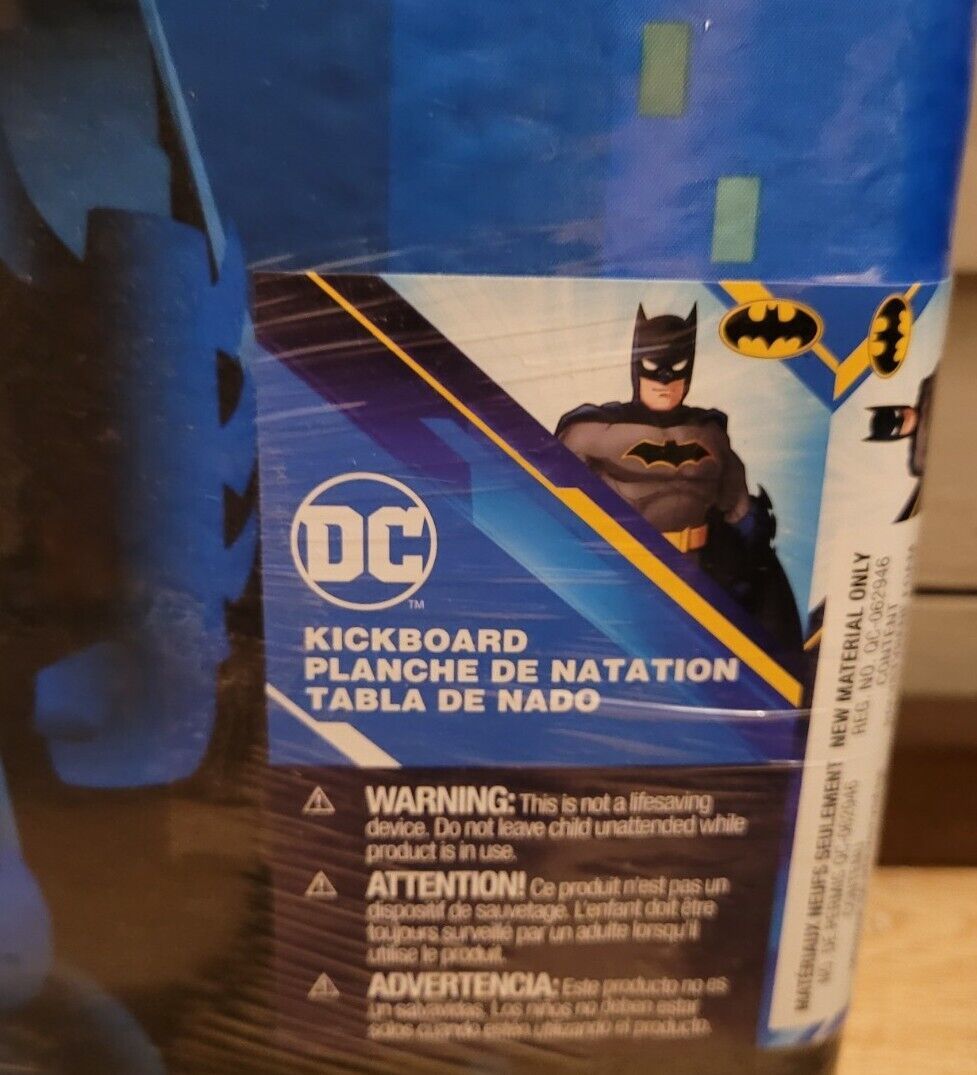 DC
TM
KICKBOARD
PLANCHE DE NATATION
TABLA DE NADO
WARNING: This is not a lifesaving
device. Do not leave child unattended while
product is in use.
ATTENTION! Ce produit n'est pas un
dispositif de sauvetage. L'enfant doit être
toujours surveillé par un adulte lorsqu'il
utilise le produit.
ADVERTENCIA: Este producto no es
un salvavidas. Los niños no deben estar
solos cuando estén utilizando el producto.
MATÉRIAUX NEUFS SEULEMENT NEW MATERIAL ONLY
REG. NO. QC-062946
CONTENT